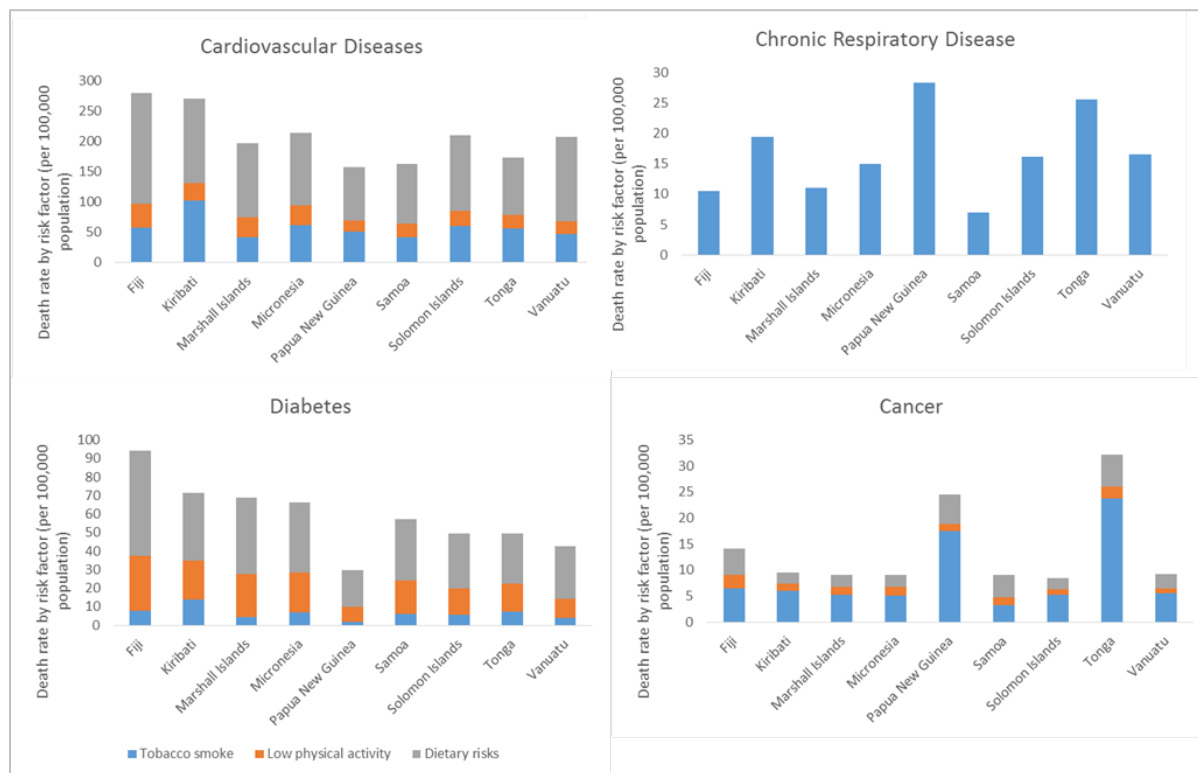 Cardiovascular Diseases
Death rate by risk factor (per 100,000
population)
300
250
200
150
100
50
0
Fiji
Kiribati
Marshall Islands
Micronesia
Papua New Guinea
Samoa
Solomon Islands
Tonga
Vanuatu
Chronic Respiratory Disease
Death rate by risk factor (per 100,000
population)
30
25
20
15
10
5
0
Fiji
Kiribati
Marshall Islands
Micronesia
Papua New Guinea
Samoa
Solomon Islands
Tonga
Vanuatu
Diabetes
Death rate by risk factor (per 100,000
population)
100
90
80
70
60
50
40
30
20
10
0
Fiji
Kiribati
Marshall Islands
Micronesia
Papua New Guinea
Samoa
Solomon Islands
Tonga
Vanuatu
Tobacco smoke Low physical activity Dietary risks
Cancer
Death rate by risk factor (per 100,000
population)
35
30
25
20
15
10
5
0
Fiji
Kiribati
Marshall Islands
Micronesia
Papua New Guinea
Samoa
Solomon Islands
Tonga
Vanuatu